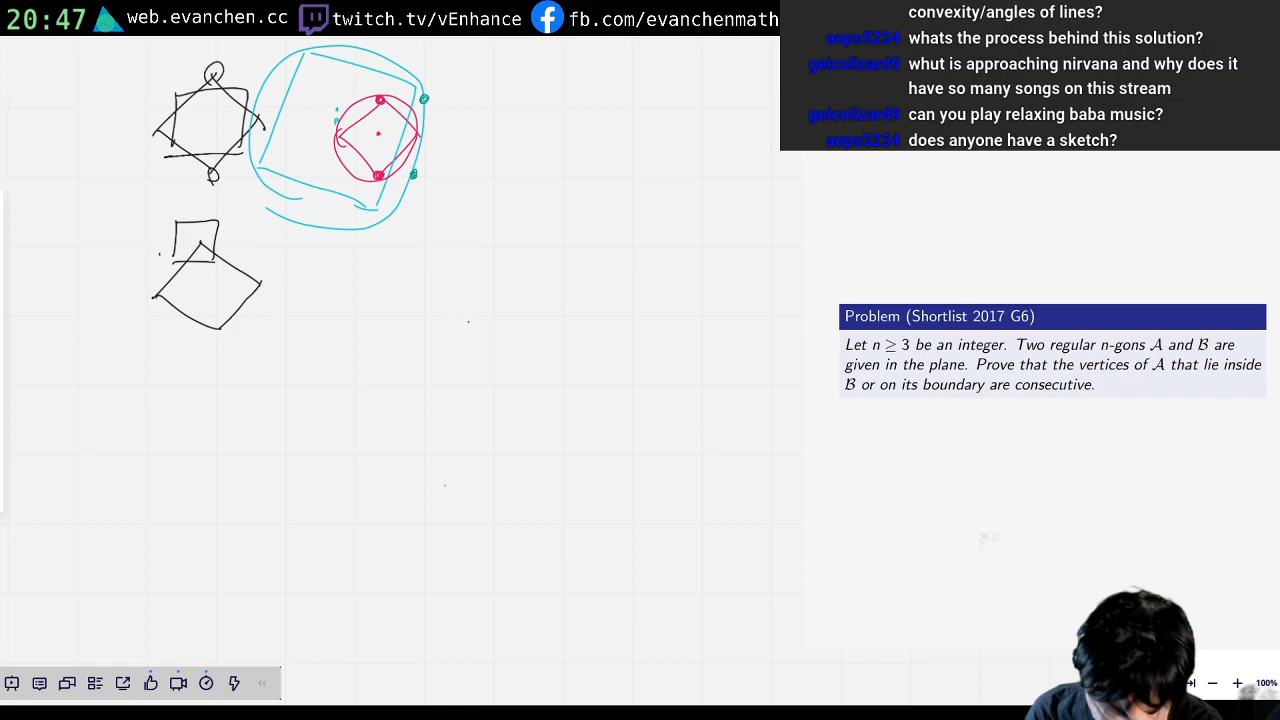 20:47 web.evanchen.cc twitch.tv/vEnhance fb.com/evanchenmath
convexity/angles of lines?
aops5234 whats the process behind this solution?
geicolizard9 whut is approaching nirvana and why does it
have so many songs on this stream
geicolizard9 can you play relaxing baba music?
aops5234 does anyone have a sketch?
Problem (Shortlist 2017 G6)
Let n ≥ 3 be an integer. Two regular n-gons 𝒜 and ℬ are
given in the plane. Prove that the vertices of 𝒜 that lie inside
ℬ or on its boundary are consecutive.
100%